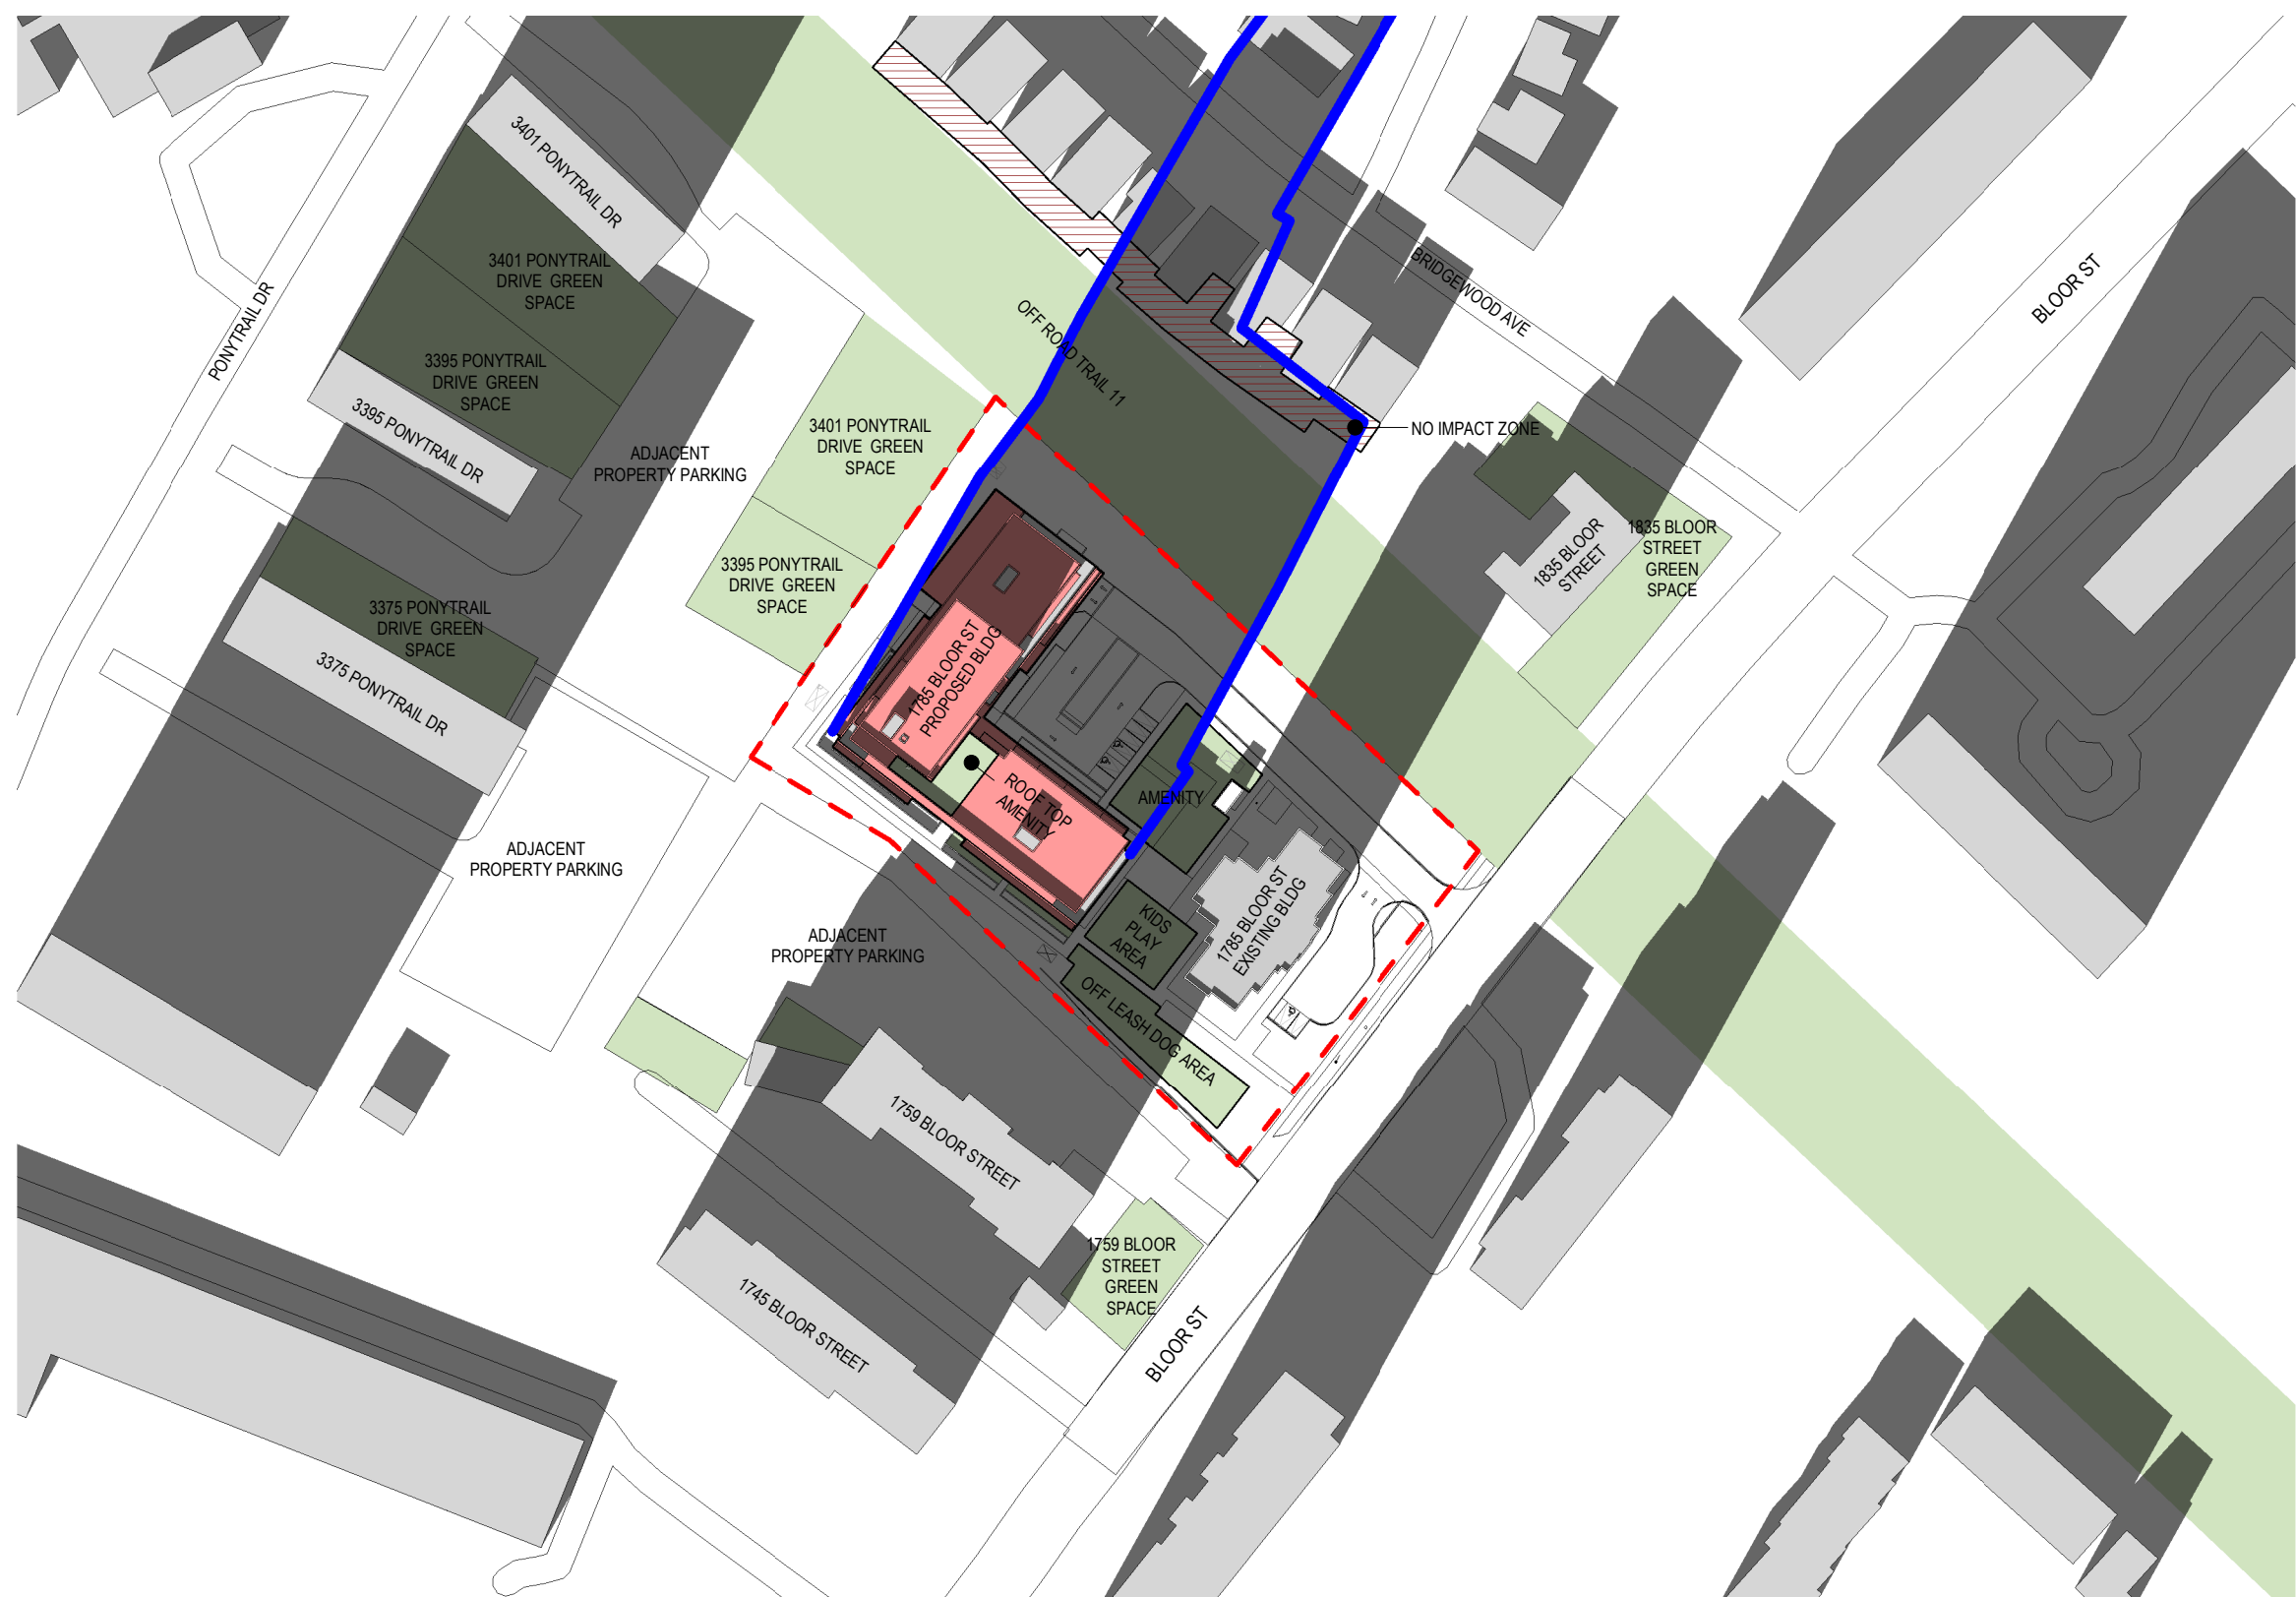 3401 PONYTRAIL DR
3401 PONYTRAIL
DRIVE GREEN
SPACE
PONYTRAIL DR
3395 PONYTRAIL
DRIVE GREEN
SPACE
3395 PONYTRAIL DR
ADJACENT
PROPERTY PARKING
3401 PONYTRAIL
DRIVE GREEN
SPACE
OFF ROAD TRAIL 11
BRIDGEWOOD AVE
BLOOR ST
NO IMPACT ZONE
3395 PONYTRAIL
DRIVE GREEN
SPACE
1835 BLOOR
STREET
1835 BLOOR
STREET
GREEN
SPACE
3375 PONYTRAIL
DRIVE GREEN
SPACE
3375 PONYTRAIL DR
1785 BLOOR ST
PROPOSED BLDG
ROOF TOP
AMENITY
AMENITY
ADJACENT
PROPERTY PARKING
ADJACENT
PROPERTY PARKING
KIDS
PLAY
AREA
1785 BLOOR ST
EXISTING BLDG
OFF LEASH DOG AREA
1759 BLOOR STREET
1759 BLOOR
STREET
GREEN
SPACE
1745 BLOOR STREET
BLOOR ST